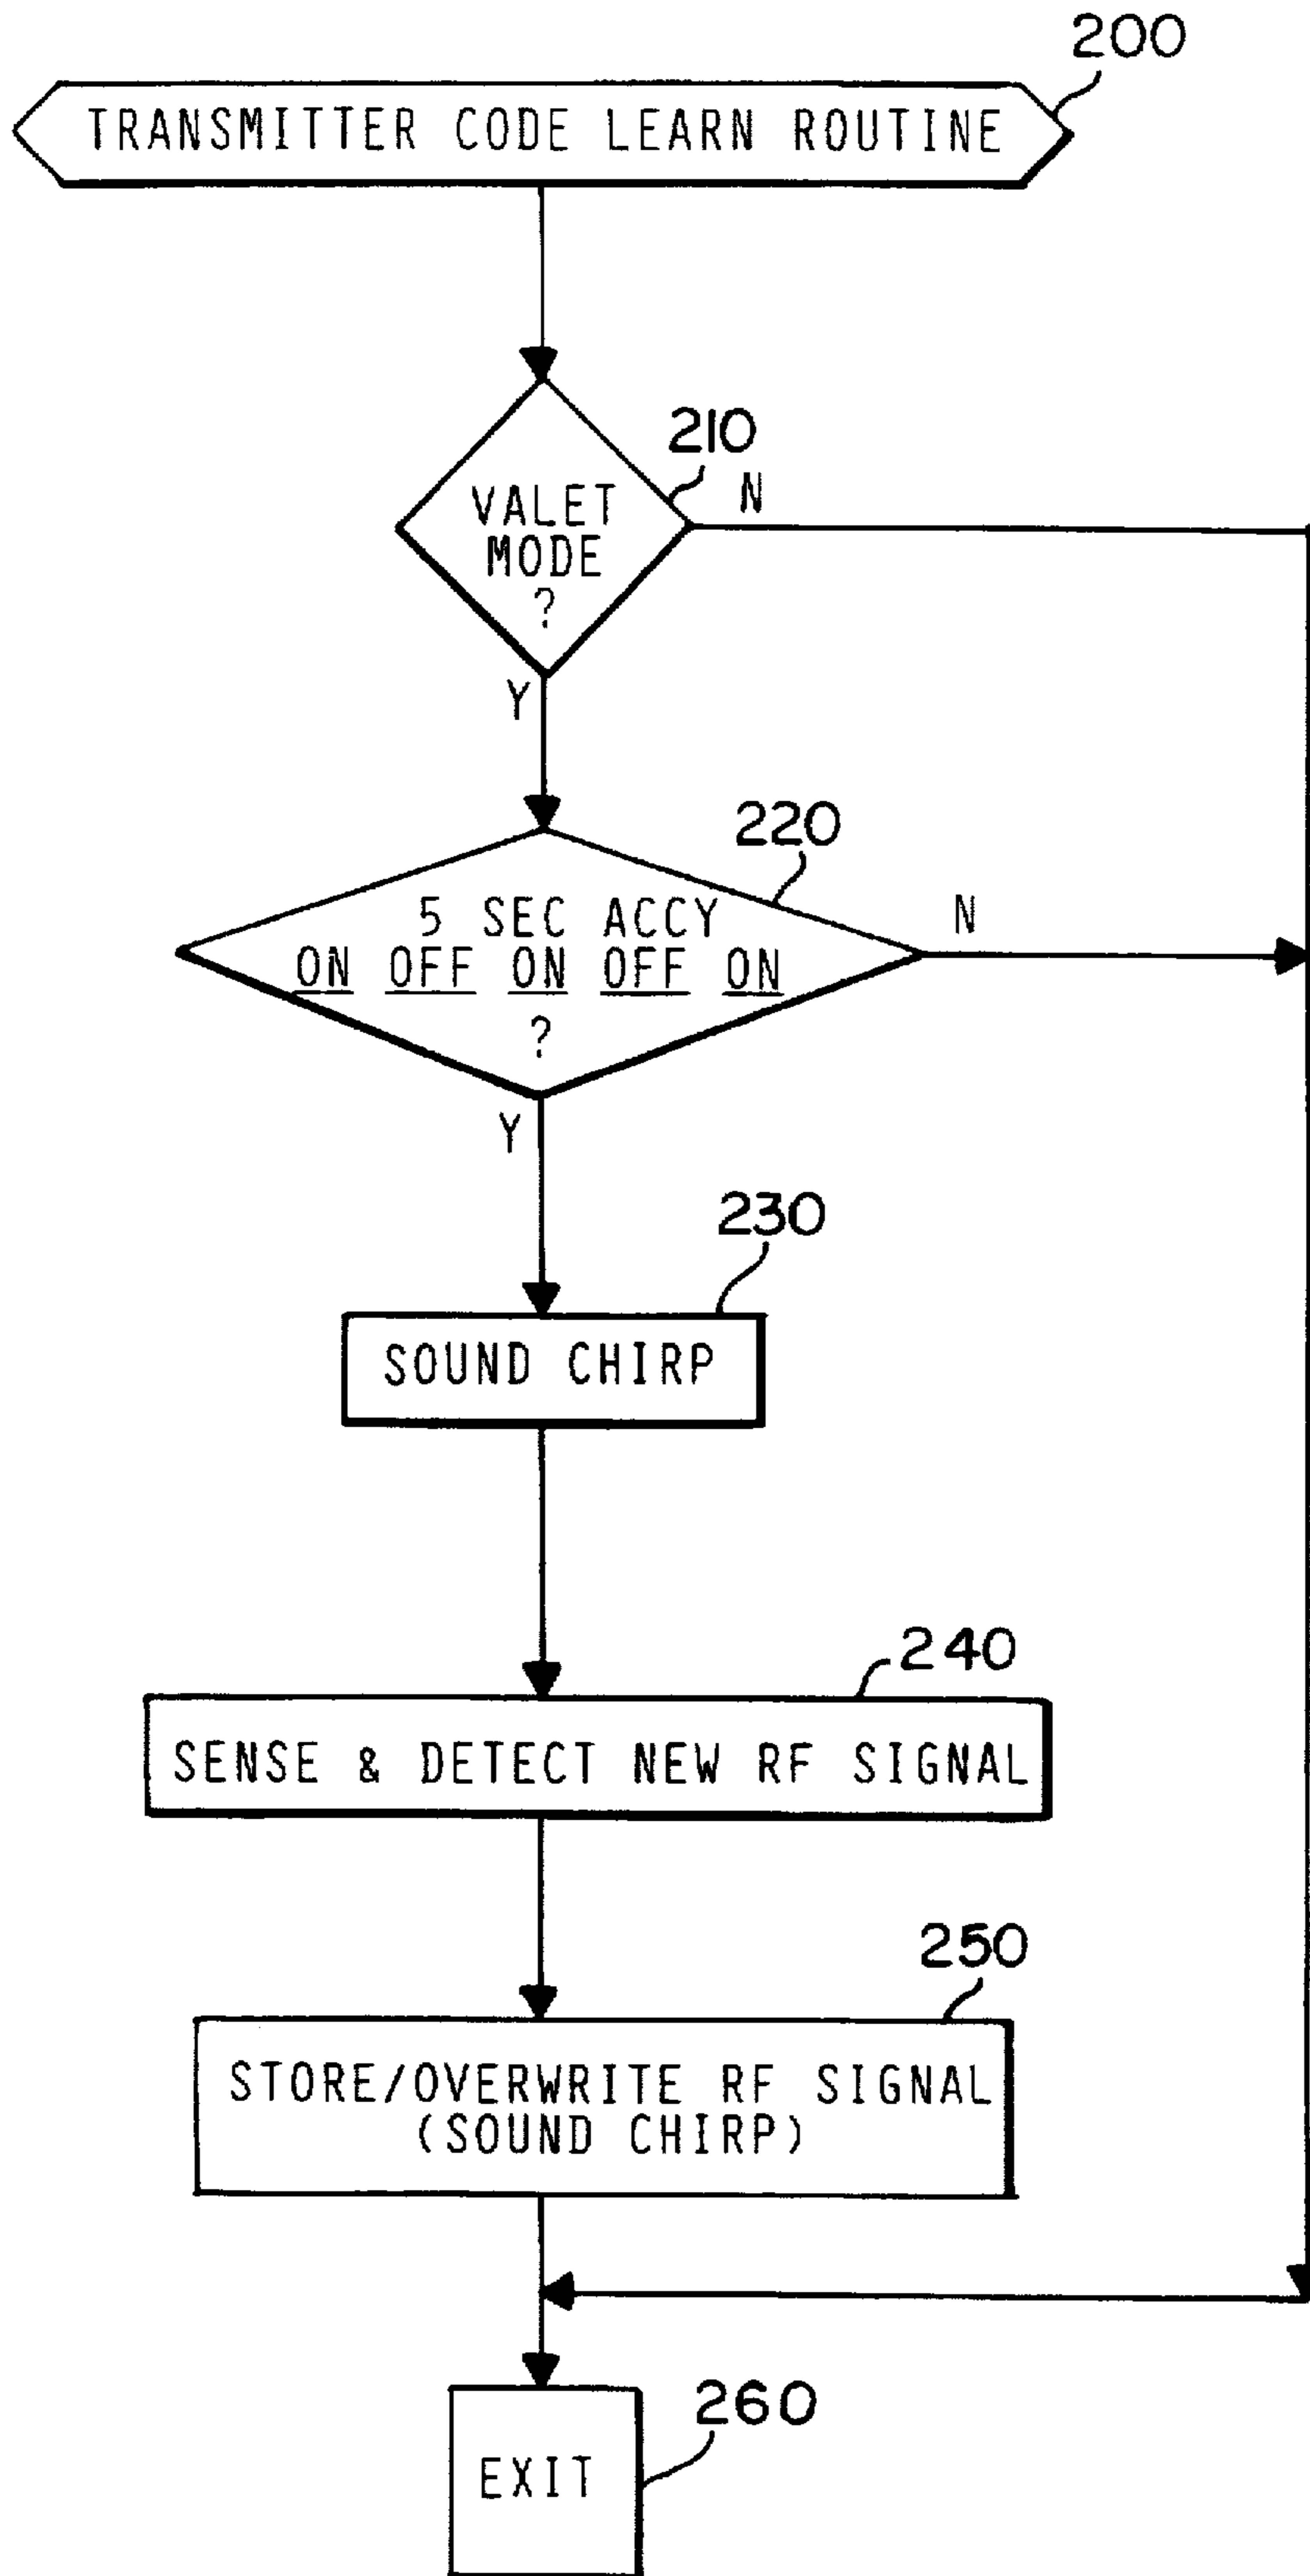 200
TRANSMITTER CODE LEARN ROUTINE
210
N
VALET
MODE
?
Y
220
5 SEC ACCY
N
ON OFF ON OFF ON
?
Y
230
SOUND CHIRP
240
SENSE & DETECT NEW RF SIGNAL
250
STORE/OVERWRITE RF SIGNAL
(SOUND CHIRP)
260
EXIT